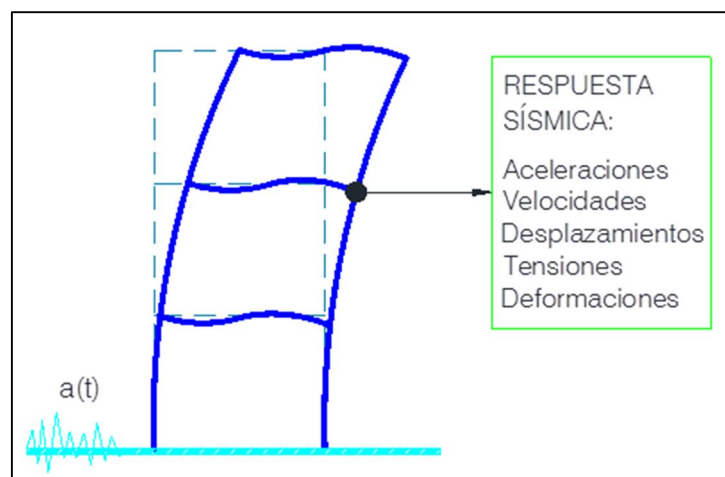 RESPUESTA
SÍSMICA:
Aceleraciones
Velocidades
Desplazamientos
Tensiones
Deformaciones
a(t)